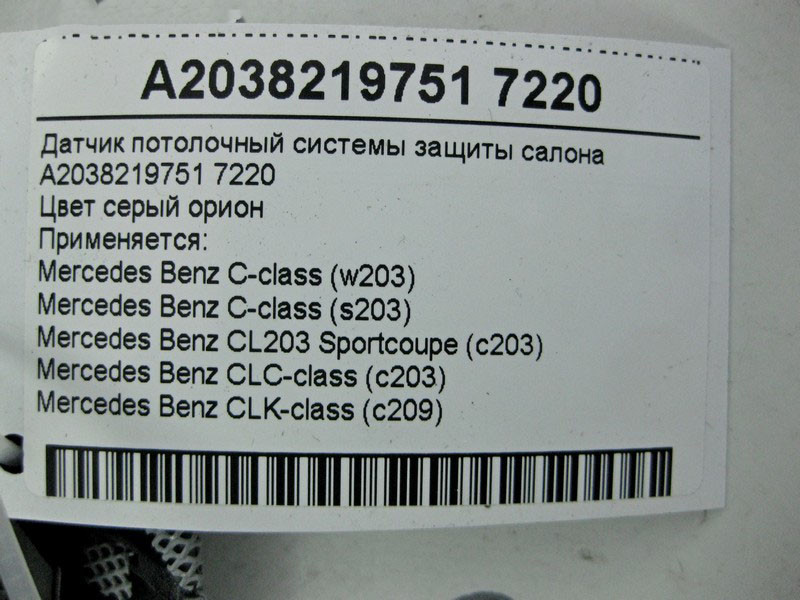 A2038219751 7220
Датчик потолочный системы защиты салона
A2038219751 7220
Цвет серый орион
Применяется:
Mercedes Benz C-class (w203)
Mercedes Benz C-class (s203)
Mercedes Benz CL203 Sportcoupe (c203)
Mercedes Benz CLC-class (c203)
Mercedes Benz CLK-class (c209)